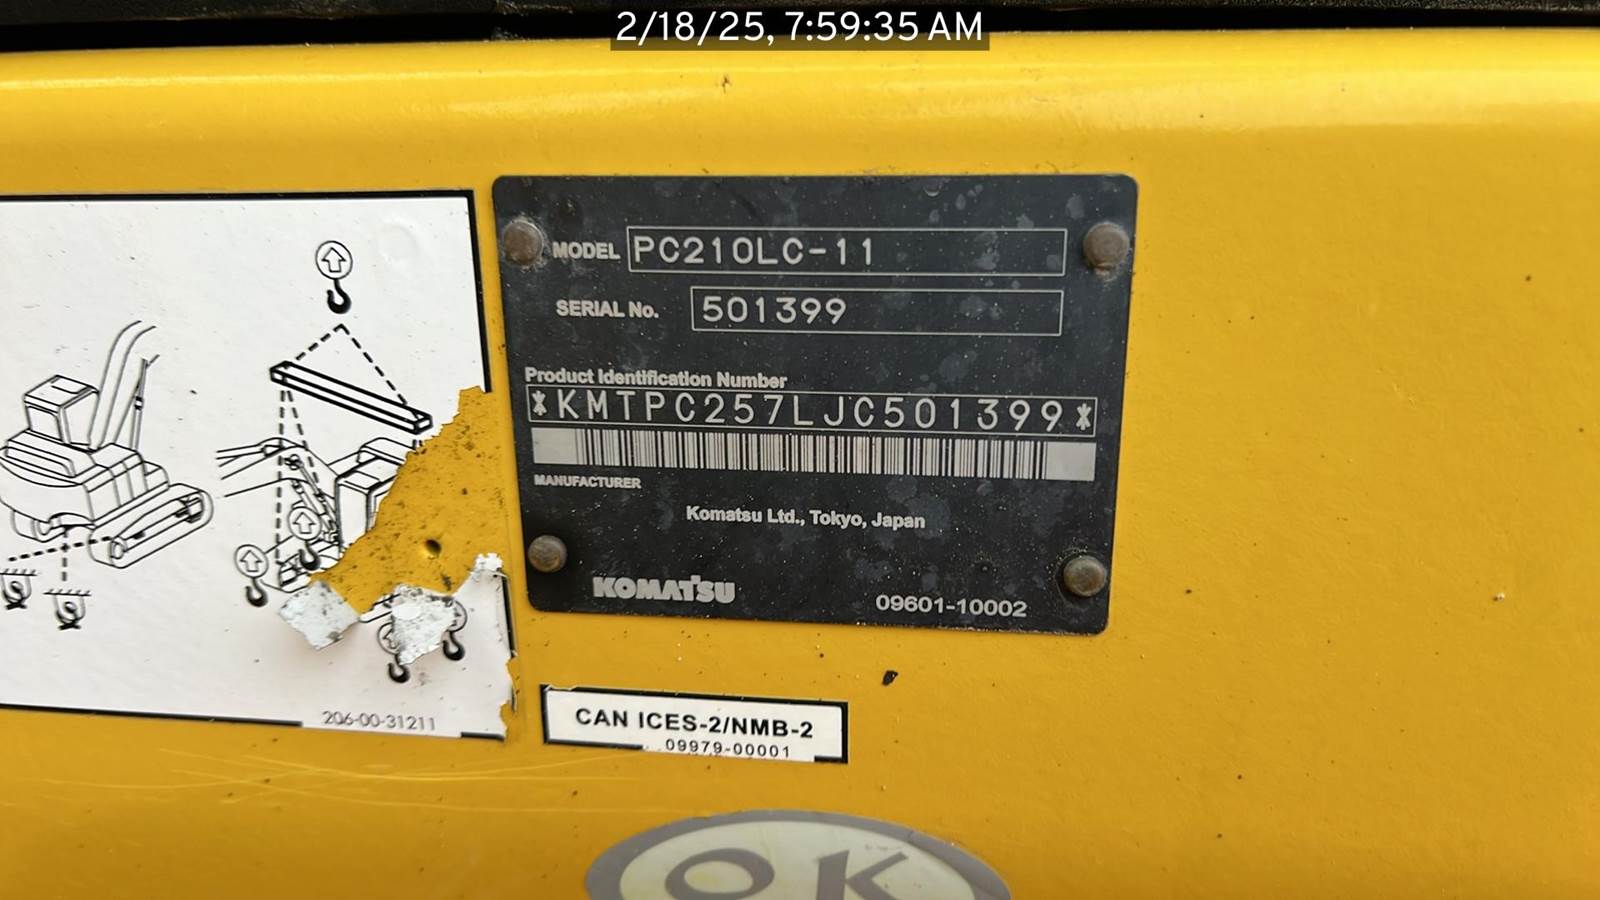 2/18/25, 7:59:35 AM
MODEL PC210LC-11
SERIAL No. 501399
Product Identification Number
*KMTPC257LJC501399*
MANUFACTURER
Komatsu Ltd., Tokyo, Japan
KOMATSU 09601-10002
206-00-31211
CAN ICES-2/NMB-2
09979-00001
OK